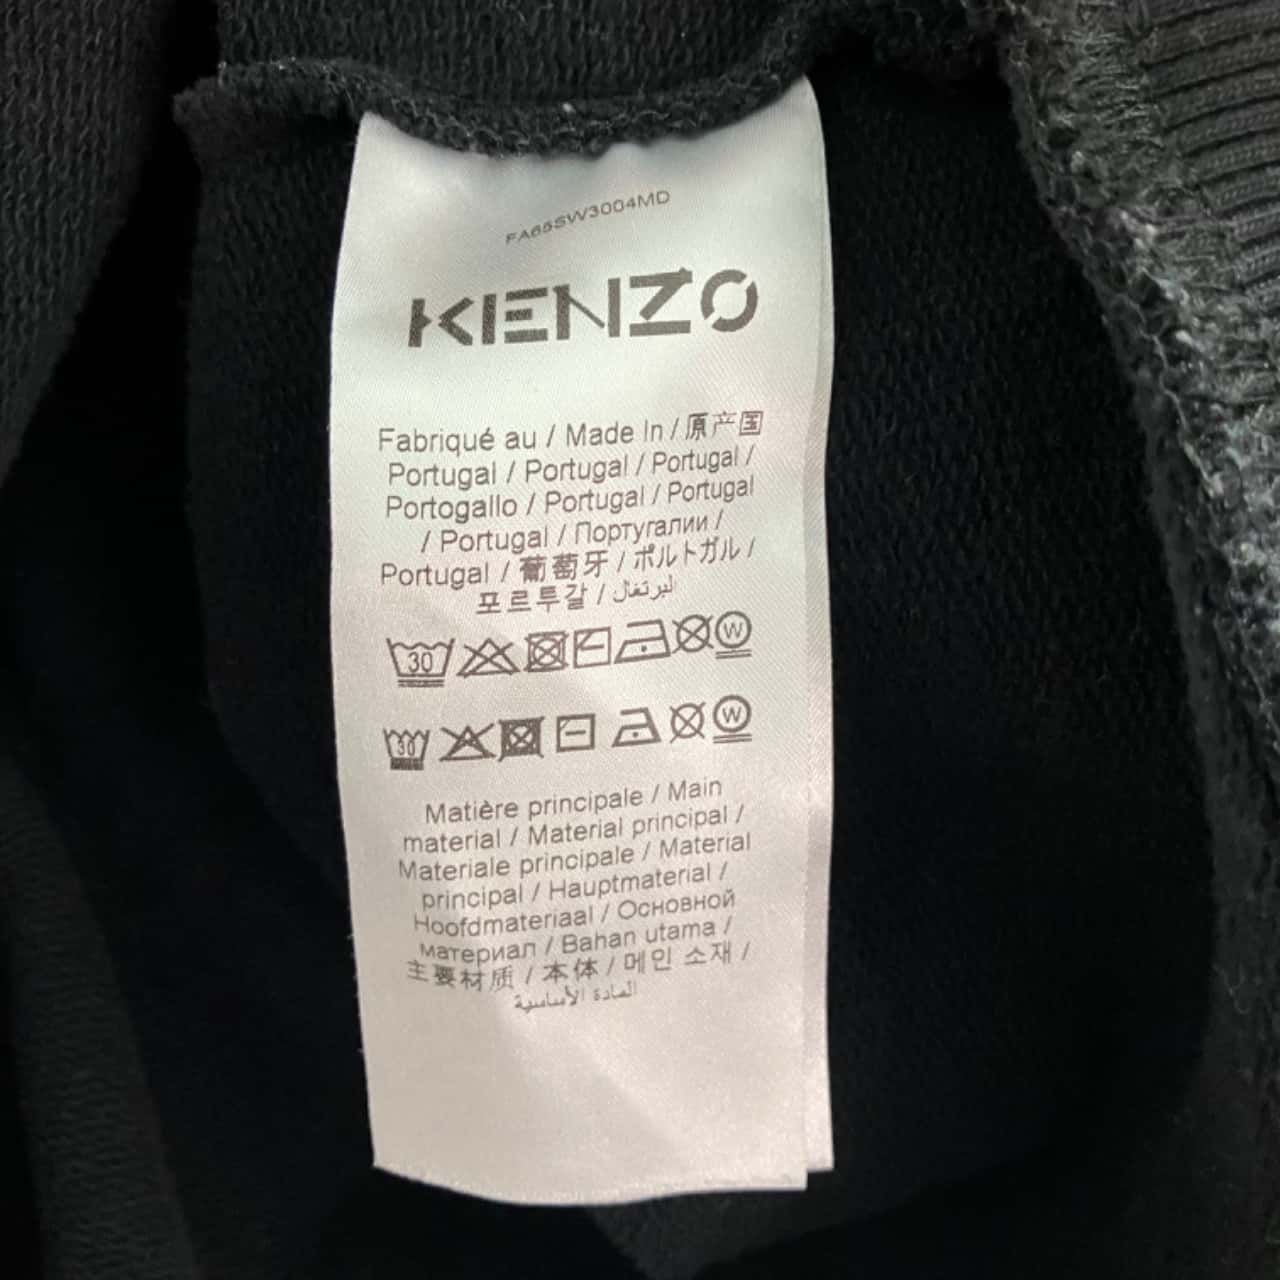 FA65SW3004MD
KENZO
Fabriqué au / Made In / 原产国
Portugal / Portugal / Portugal /
Portogallo / Portugal / Portugal
/ Portugal / Португалии /
Portugal / 葡萄牙 / ポルトガル /
포르투갈 / البرتغال
30 W
30 W
Matière principale / Main
material / Material principal /
Materiale principale / Material
principal / Hauptmaterial /
Hoofdmateriaal / Основной
материал / Bahan utama /
主要材质 / 本体 / 메인 소재 /
المادة الأساسية